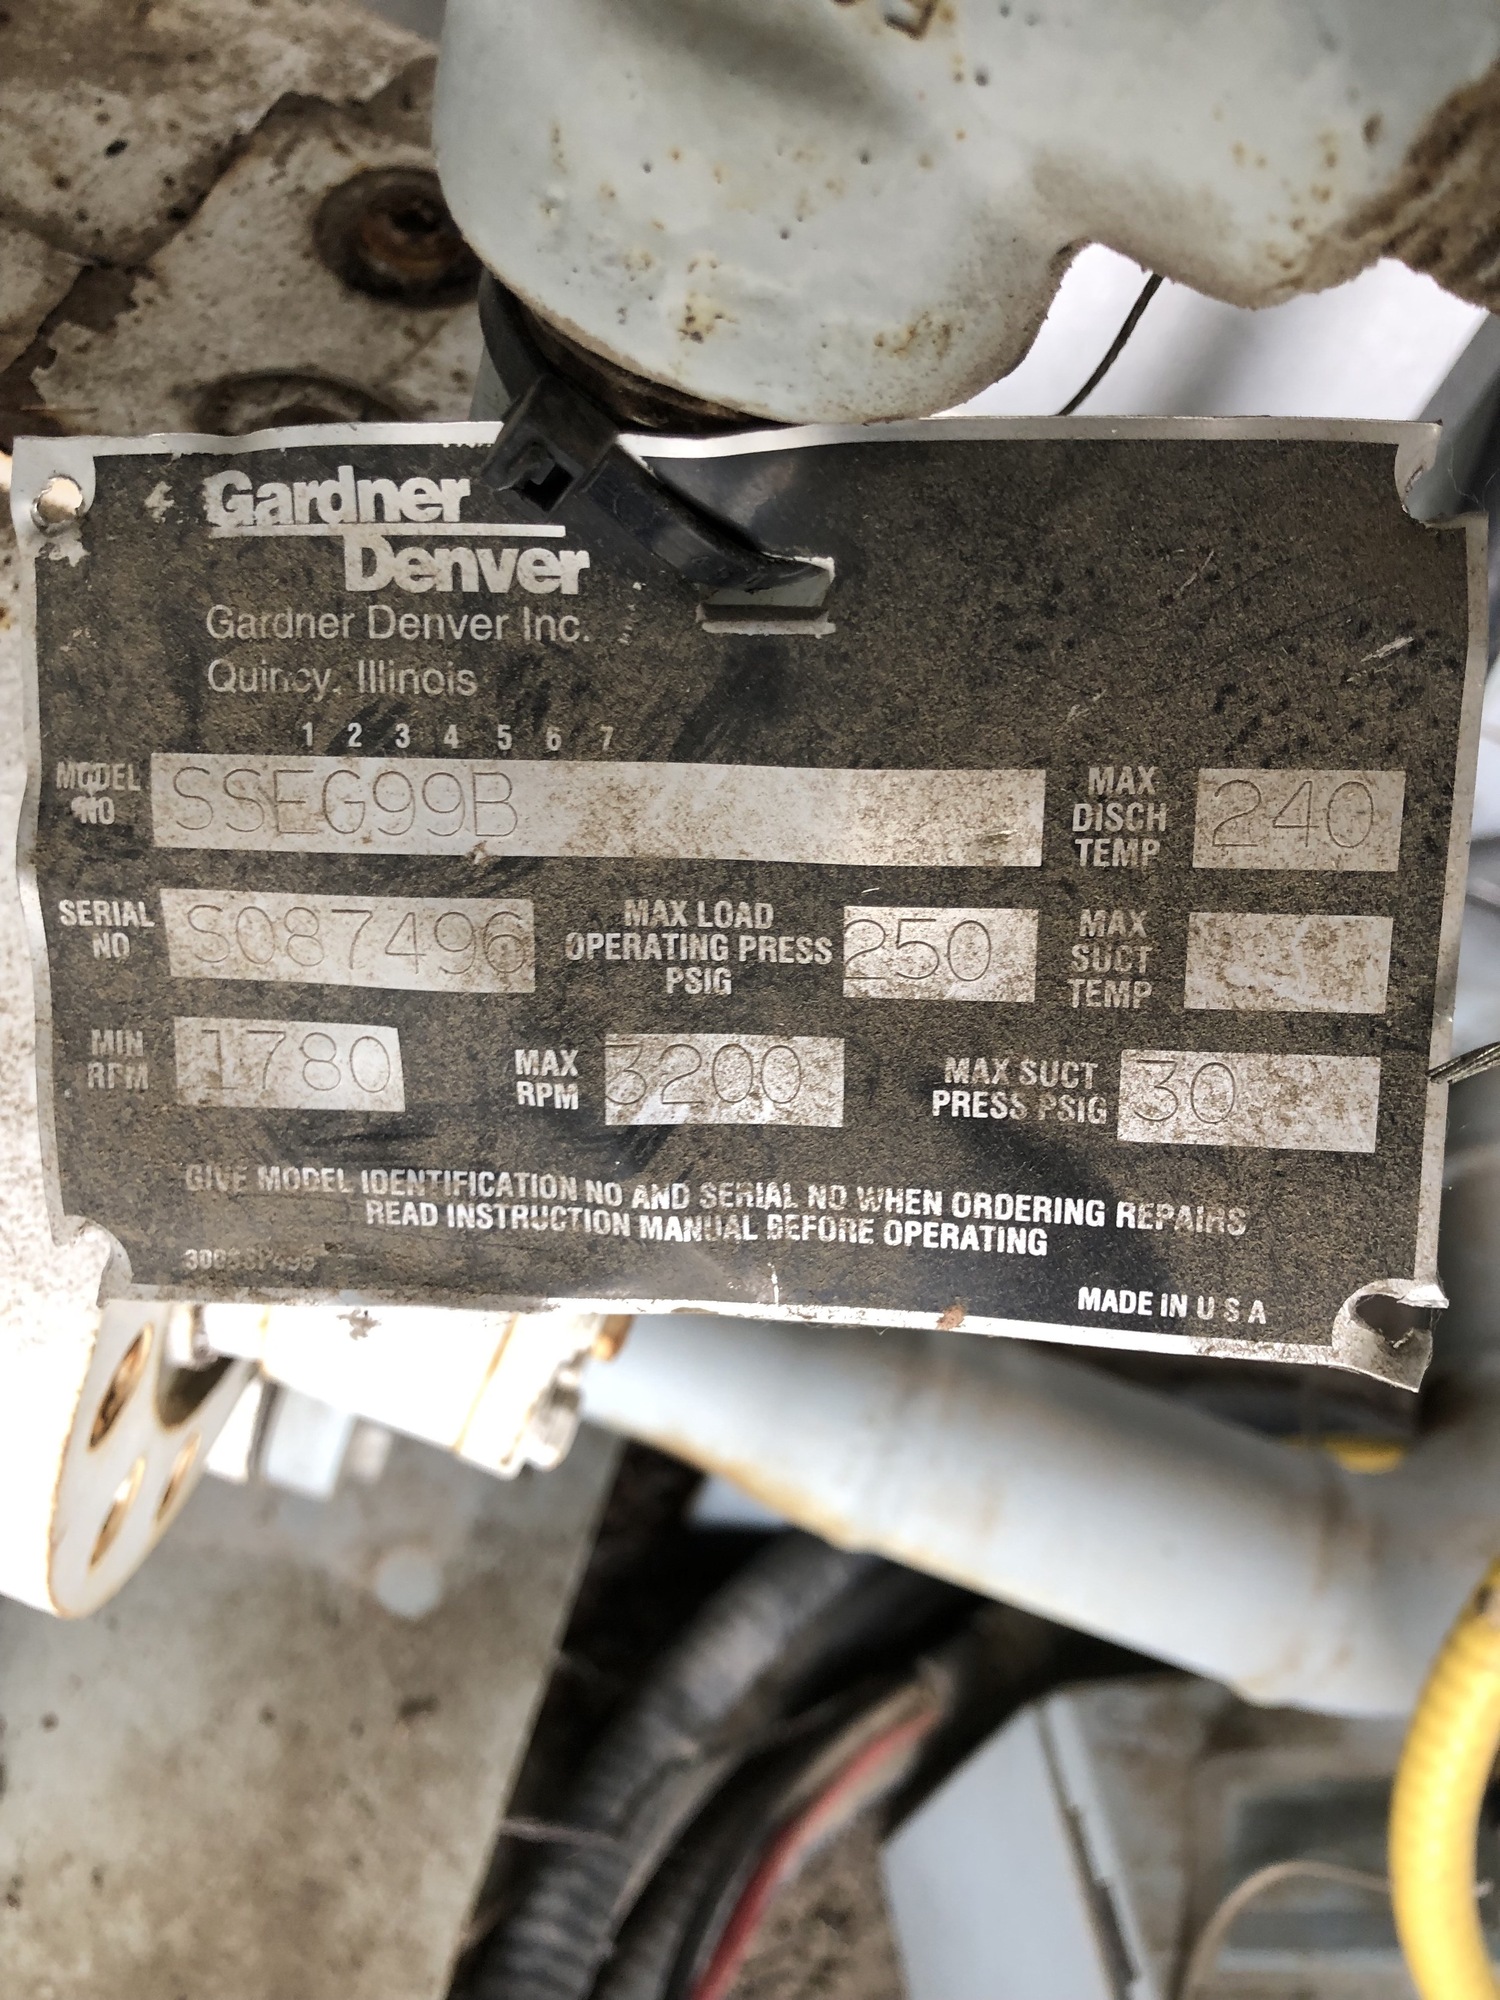 Gardner
Denver
Gardner Denver Inc.
Quincy, Illinois
1 2 3 4 5 6 7
MODEL NO SSEG99B MAX DISCH TEMP 240
SERIAL NO S087496 MAX LOAD OPERATING PRESS PSIG 250 MAX SUCT TEMP
MIN RPM 1780 MAX RPM 3200 MAX SUCT PRESS PSIG 30
GIVE MODEL IDENTIFICATION NO AND SERIAL NO WHEN ORDERING REPAIRS
READ INSTRUCTION MANUAL BEFORE OPERATING
MADE IN U S A